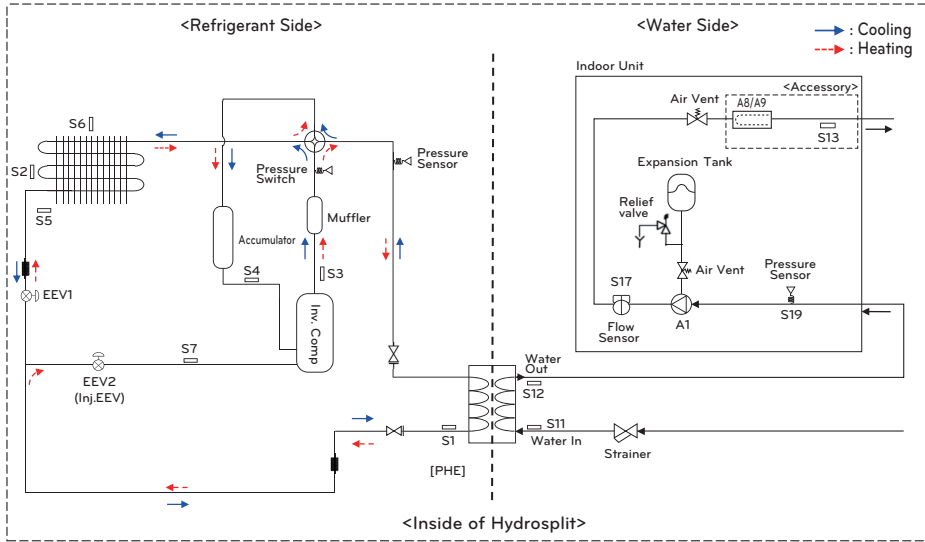 <Refrigerant Side>
<Water Side>
: Cooling
: Heating
Indoor Unit
<Accessory>
Air Vent
A8/A9
S13
S6
S2
S5
Pressure
Switch
Pressure
Sensor
Expansion Tank
Relief
valve
Muffler
Accumulator
S4
S3
Air Vent
Pressure
Sensor
S17
EEV1
Inv. Comp
Flow
Sensor
A1
S19
S7
EEV2
(Inj.EEV)
Water
Out
S12
S1
S11
Water In
Strainer
[PHE]
<Inside of Hydrosplit>